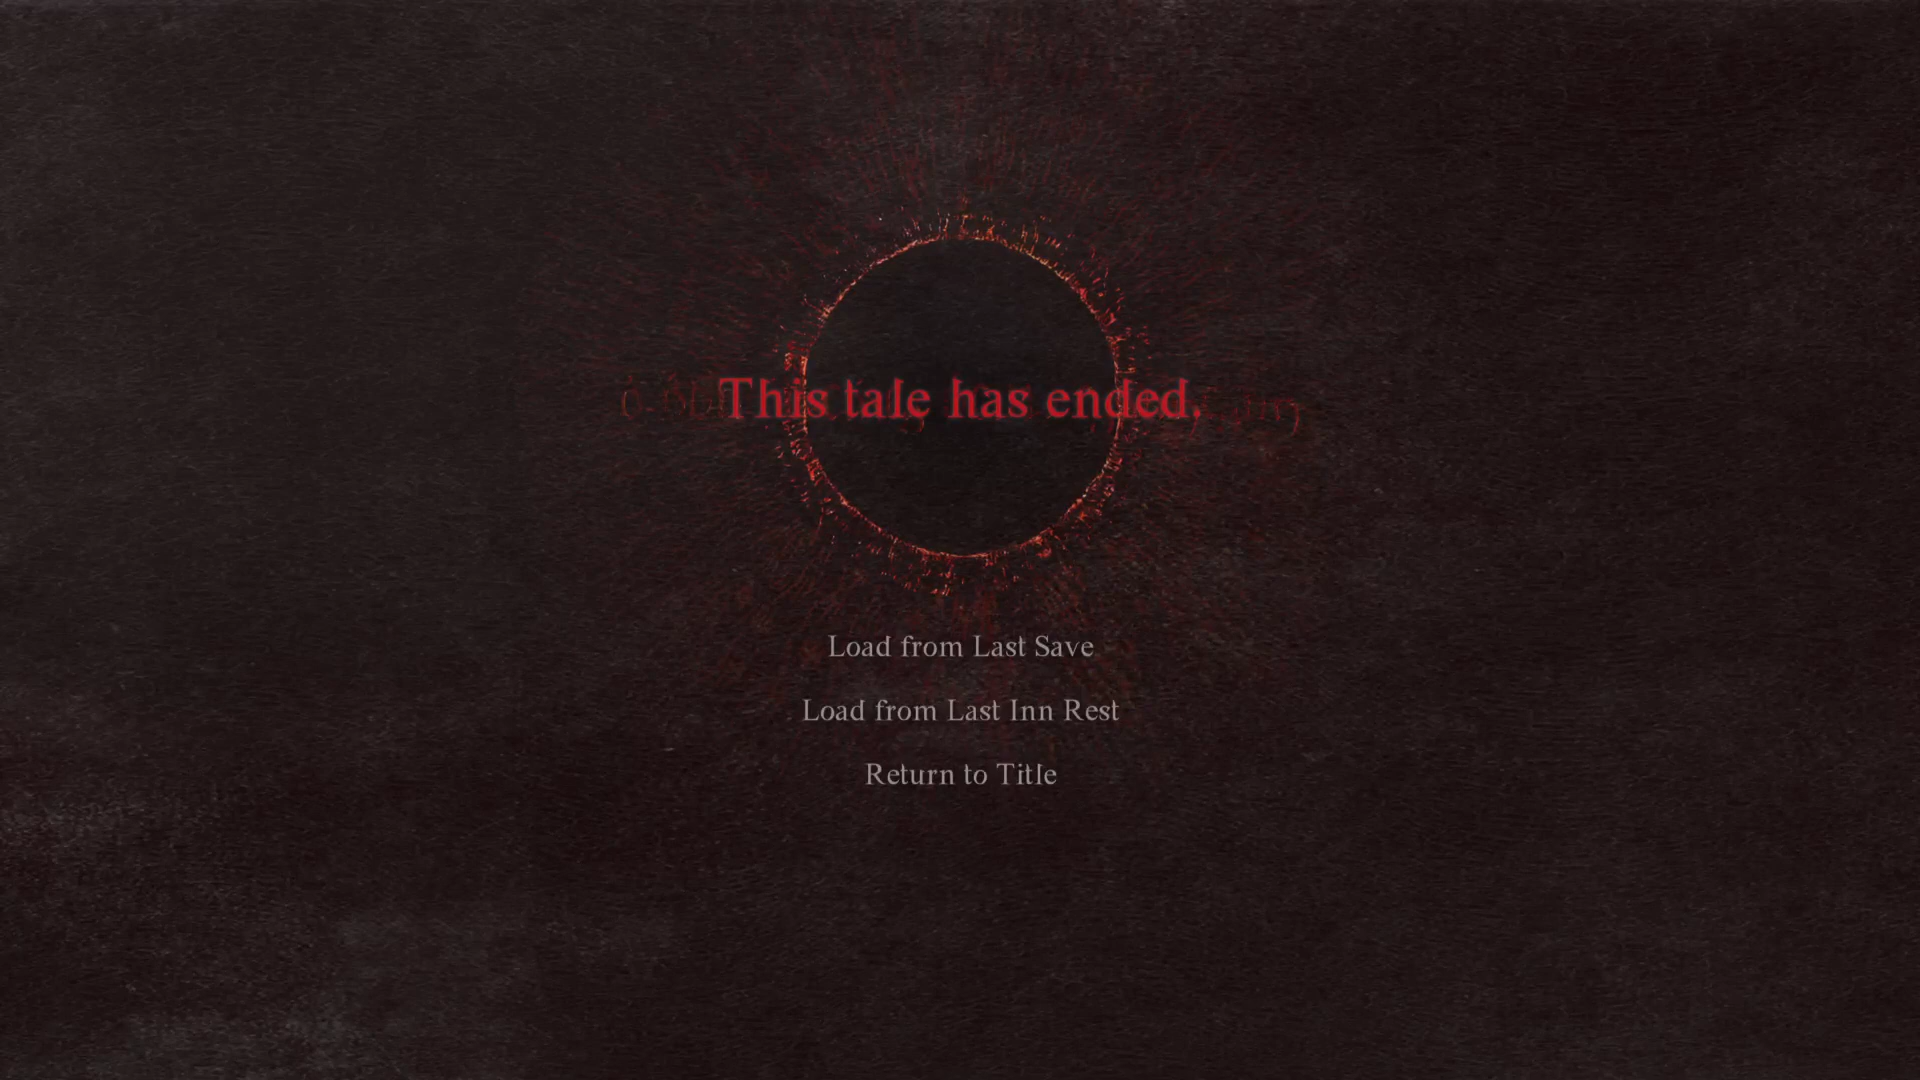 This tale has ended.
Load from Last Save
Load from Last Inn Rest
Return to Title